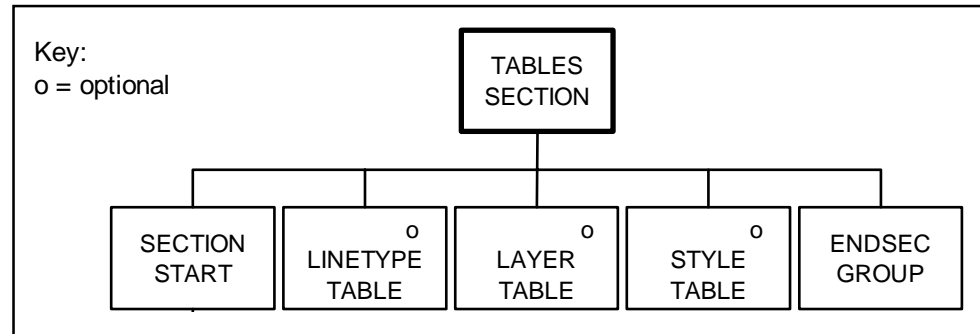 Key:
o = optional
TABLES
SECTION
SECTION
START
o
LINETYPE
TABLE
o
LAYER
TABLE
o
STYLE
TABLE
ENDSEC
GROUP